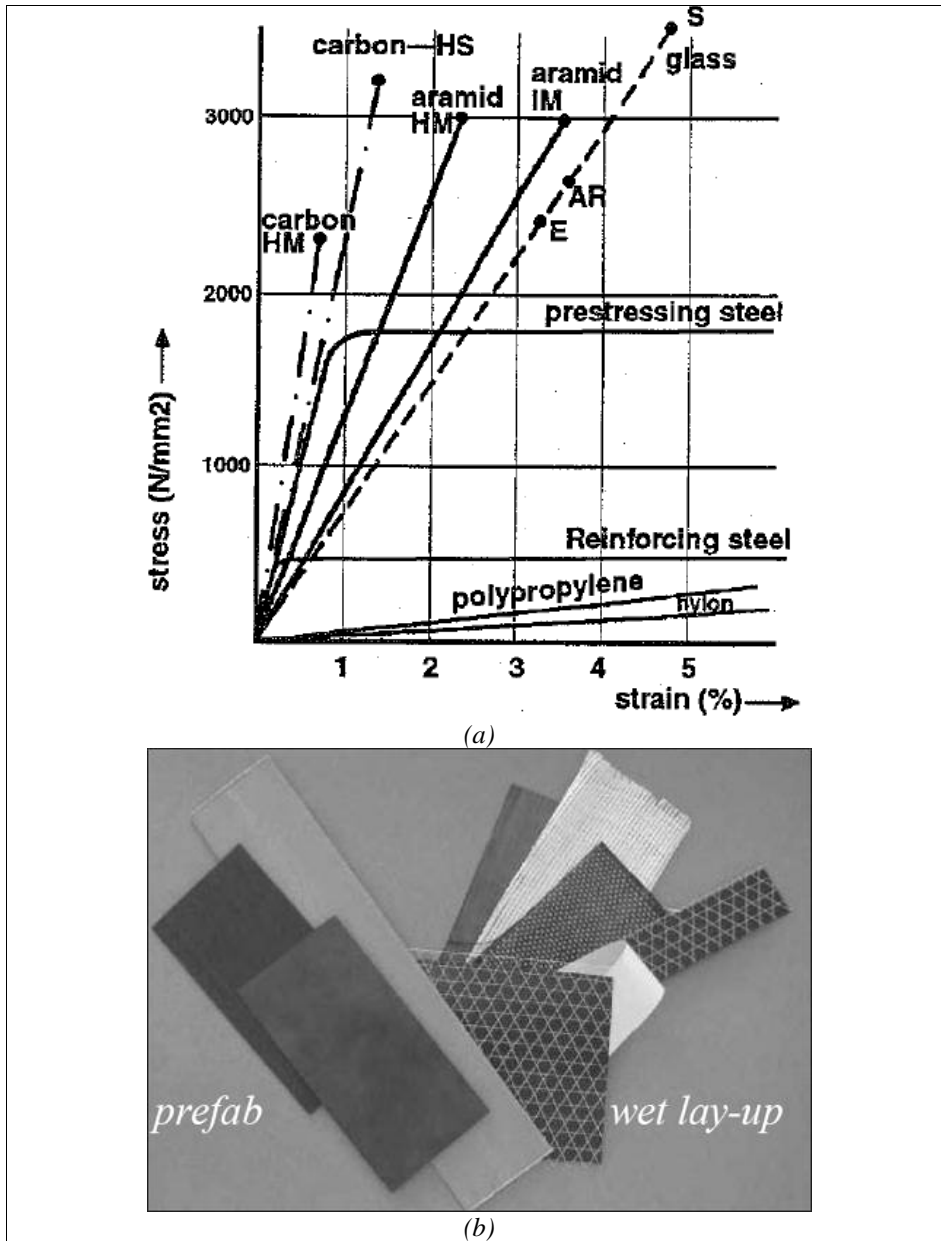 S
carbon—HS
glass
aramid
IM
aramid
HM
3000
AR
carbon
HM
E
2000
prestressing steel
1000
Reinforcing steel
polypropylene
nylon
stress (N/mm2)
1 2 3 4 5
strain (%)
(a)
prefab
wet lay-up
(b)